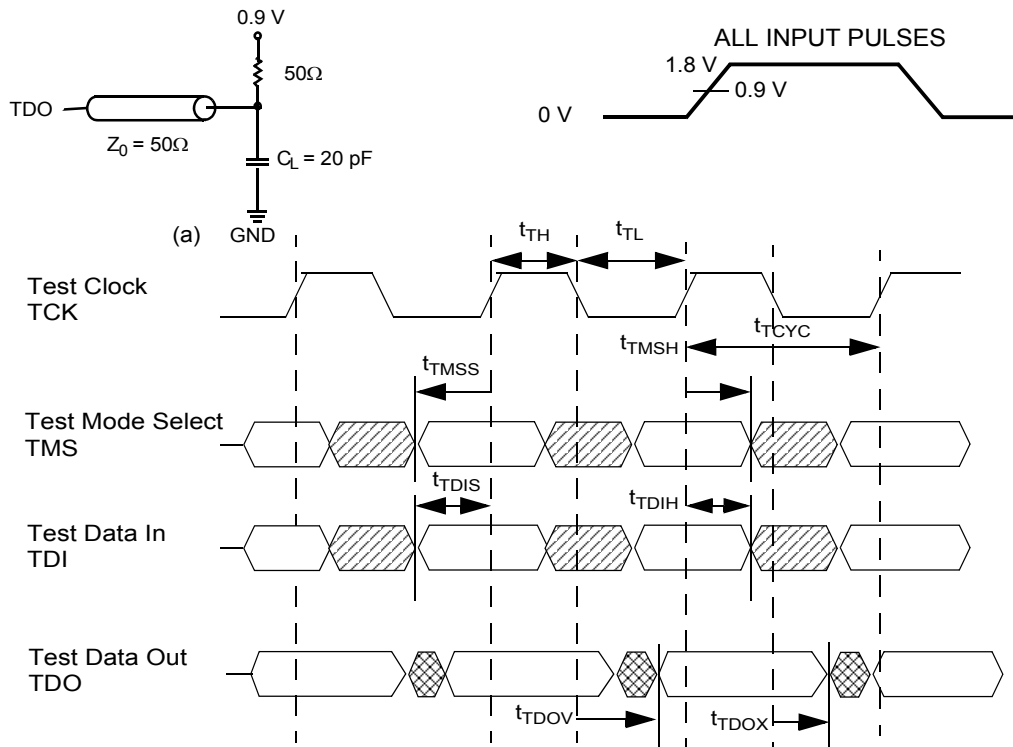 0.9 V
ALL INPUT PULSES
50Ω
1.8 V
0.9 V
TDO
0 V
Z0 = 50Ω
CL = 20 pF
(a)
GND
tTH
tTL
Test Clock
TCK
tTMSH
tTCYC
tTMSS
Test Mode Select
TMS
tTDIS
tTDIH
Test Data In
TDI
Test Data Out
TDO
tTDOV
tTDOX